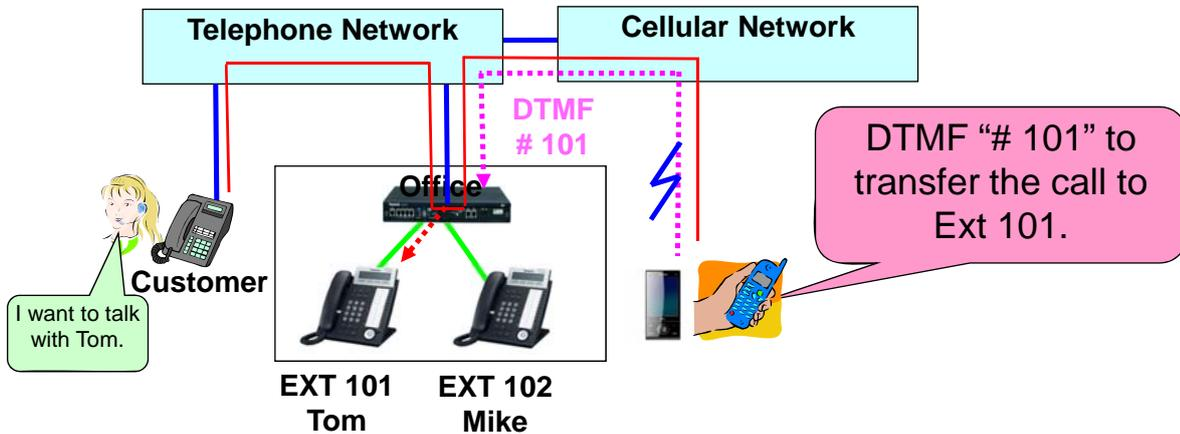 Telephone Network
Cellular Network
DTMF
# 101
DTMF “# 101” to
transfer the call to
Ext 101.
Office
Customer
I want to talk
with Tom.
EXT 101
Tom
EXT 102
Mike